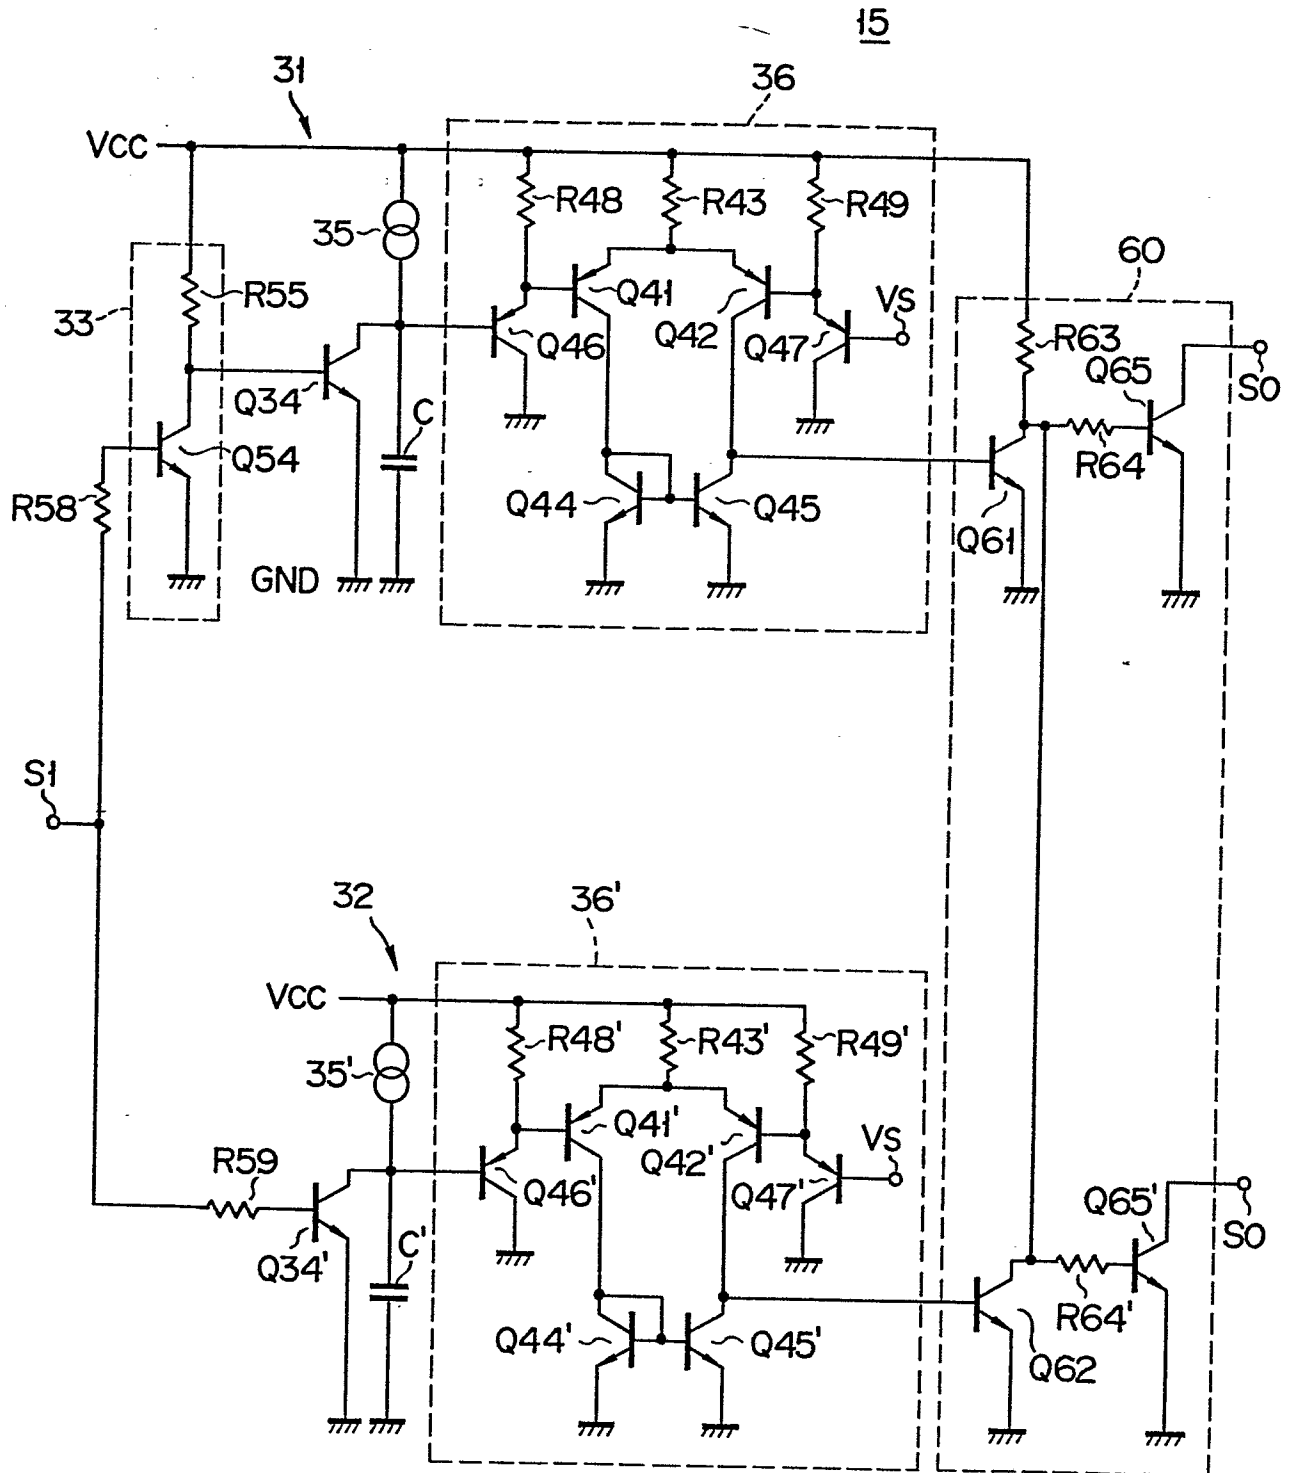 15
31
36
VCC
R48
R43
R49
35
60
33
R55
Q41
Q42
VS
Q46
Q47
R63
Q65
SO
Q34
C
Q54
R64
R58
Q44
Q45
Q61
GND
S1
32
36'
VCC
R48'
R43'
R49'
35'
Q41'
Q42'
VS
R59
Q46'
Q47'
Q65'
SO
Q34'
C'
R64'
Q44'
Q45'
Q62